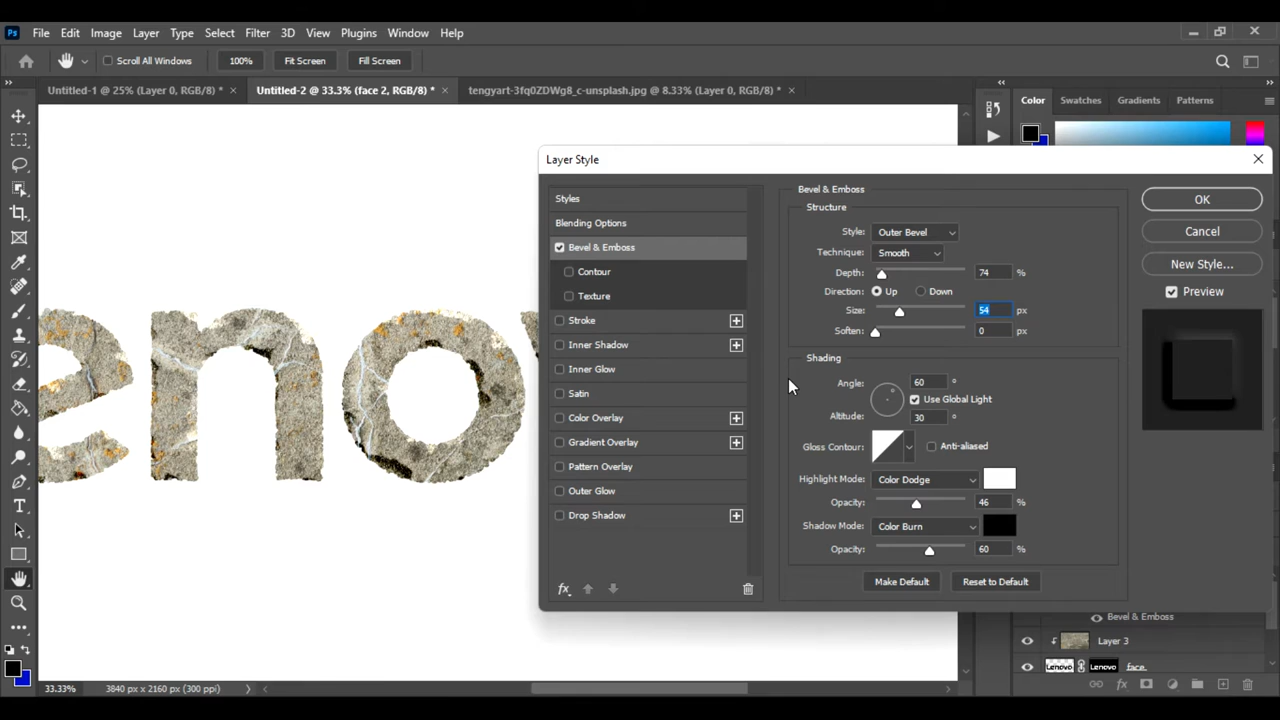 Ps File Edit Image Layer Type Select Filter 3D View Plugins Window Help
Scroll All Windows 100% Fit Screen Fill Screen
Untitled-1 @ 25% (Layer 0, RGB/8) * × Untitled-2 @ 33.3% (face 2, RGB/8) * × tengyart-3fq0ZDWg8_c-unsplash.jpg @ 8.33% (Layer 0, RGB/8) * ×
Color Swatches Gradients Patterns
Layer Style
Styles
Blending Options
Bevel & Emboss
Contour
Texture
Stroke
Inner Shadow
Inner Glow
Satin
Color Overlay
Gradient Overlay
Pattern Overlay
Outer Glow
Drop Shadow
fx
Bevel & Emboss
Structure
Style: Outer Bevel
Technique: Smooth
Depth: 74 %
Direction: Up Down
Size: 54 px
Soften: 0 px
Shading
Angle: 60 °
Use Global Light
Altitude: 30 °
Gloss Contour: Anti-aliased
Highlight Mode: Color Dodge
Opacity: 46 %
Shadow Mode: Color Burn
Opacity: 60 %
Make Default Reset to Default
OK
Cancel
New Style...
Preview
eno
Bevel & Emboss
Layer 3
Lenovo Lenovo face
fx
33.33% 3840 px x 2160 px (300 ppi)